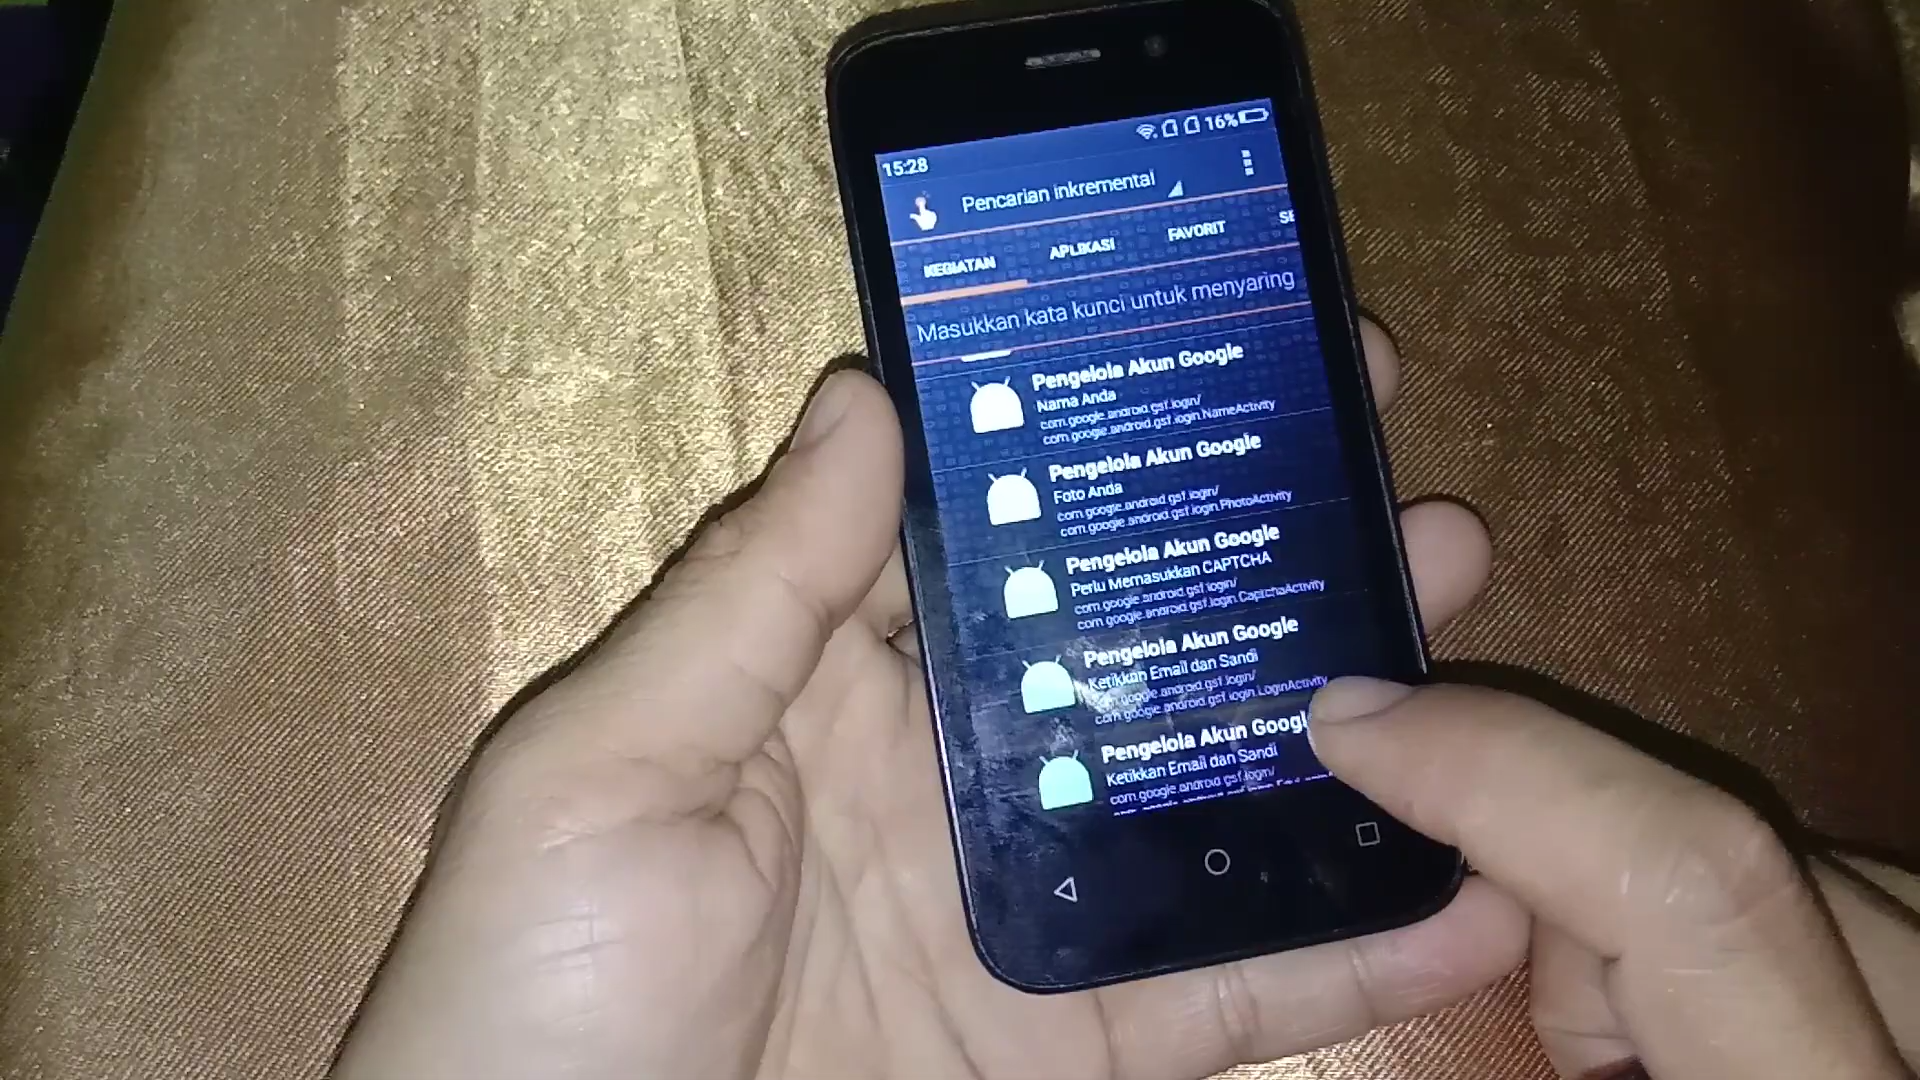 15:28
16%
Pencarian inkremental
KEGIATAN
APLIKASI
FAVORIT
SE
Masukkan kata kunci untuk menyaring
Pengelola Akun Google
Nama Anda
com.google.android.gsf.login/
com.google.android.gsf.login.NameActivity
Pengelola Akun Google
Foto Anda
com.google.android.gsf.login/
com.google.android.gsf.login.PhotoActivity
Pengelola Akun Google
Perlu Memasukkan CAPTCHA
com.google.android.gsf.login/
com.google.android.gsf.login.CaptchaActivity
Pengelola Akun Google
Ketikkan Email dan Sandi
com.google.android.gsf.login/
com.google.android.gsf.login.LoginActivity
Pengelola Akun Googl
Ketikkan Email dan Sandi
com.google.android.gsf.login/